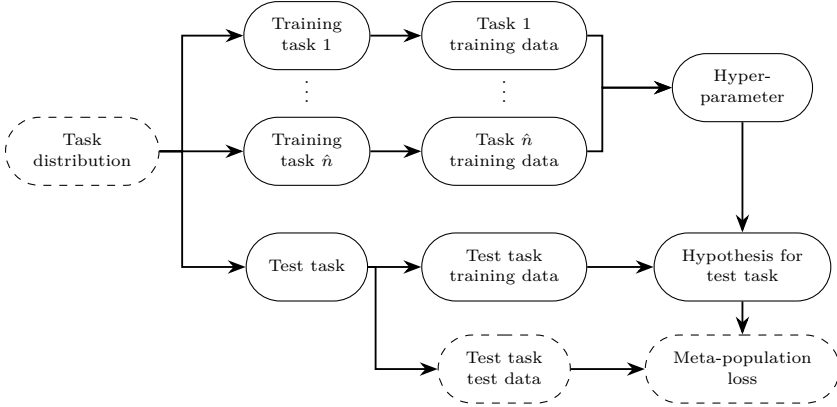 Training
task 1
Task 1
training data
Hyper-
parameter
⋮
⋮
Task
distribution
Training
task n̂
Task n̂
training data
Test task
Test task
training data
Hypothesis for
test task
Test task
test data
Meta-population
loss